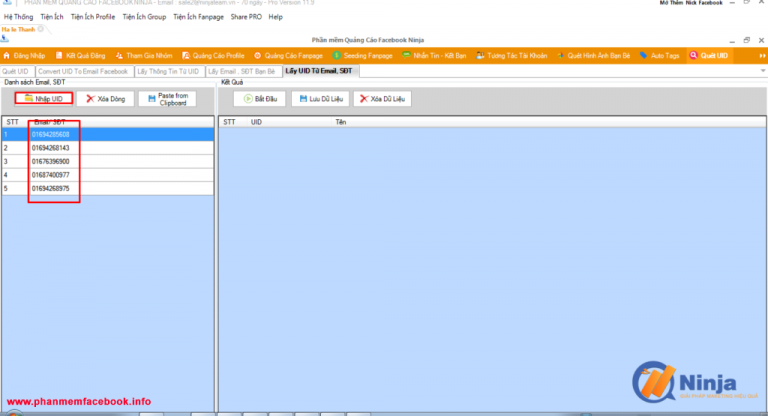 PHẦN MỀM QUẢNG CÁO FACEBOOK NINJA - Email : sale28@ninjateam.vn - 70 ngày - Pro Version 11.9
Mở Thêm Nick Facebook
Hệ Thống Tiện Ích Tiện Ích Profile Tiện Ích Group Tiện Ích Fanpage Share PRO Help
Ha le Thanh
Phần mềm Quảng Cáo Facebook Ninja
Đăng Nhập Kết Quả Đăng Tham Gia Nhóm Quảng Cáo Profile Quảng Cáo Fanpage Seeding Fanpage Nhắn Tin - Kết Bạn Tương Tác Tài Khoản Quét Hình Ảnh Bạn Bè Auto Tags Quét UID
Quét UID Convert UID To Email Facebook Lấy Thông Tin Từ UID Lấy Email , SĐT Bạn Bè Lấy UID Từ Email, SĐT
Danh sách Email, SĐT Kết Quả
Nhập UID Xóa Dòng Paste from Clipboard Bắt Đầu Lưu Dữ Liệu Xóa Dữ Liệu
STT Email/ SĐT STT UID Tên
1 01694285608
2 01694268143
3 01676396900
4 01687400977
5 01694268975
Ninja
GIẢI PHÁP MARKETING HIỆU QUẢ
www.phanmemfacebook.info